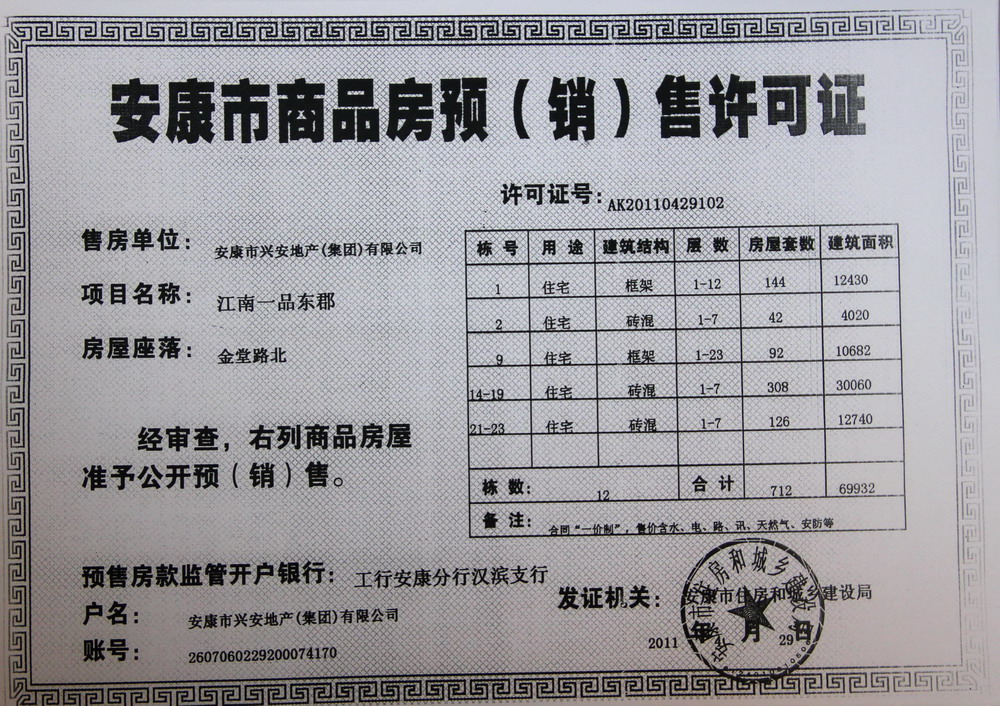 安康市商品房预（销）售许可证
许可证号：AK20110429102
售房单位：安康市兴安地产(集团)有限公司
项目名称：江南一品东郡
房屋座落：金堂路北
经审查，右列商品房屋
准予公开预（销）售。
栋 号 用 途 建筑结构 层 数 房屋套数 建筑面积
1 住宅 框架 1-12 144 12430
2 住宅 砖混 1-7 42 4020
9 住宅 框架 1-23 92 10682
14-19 住宅 砖混 1-7 308 30060
21-23 住宅 砖混 1-7 126 12740
栋 数： 12 合 计 712 69932
备 注： 合同“一价制”，售价含水、电、路、讯、天然气、安防等
预售房款监管开户银行：工行安康分行汉滨支行
户名：安康市兴安地产(集团)有限公司
账号：2607060229200074170
发证机关：安康市住房和城乡建设局
2011 年 月 29 日